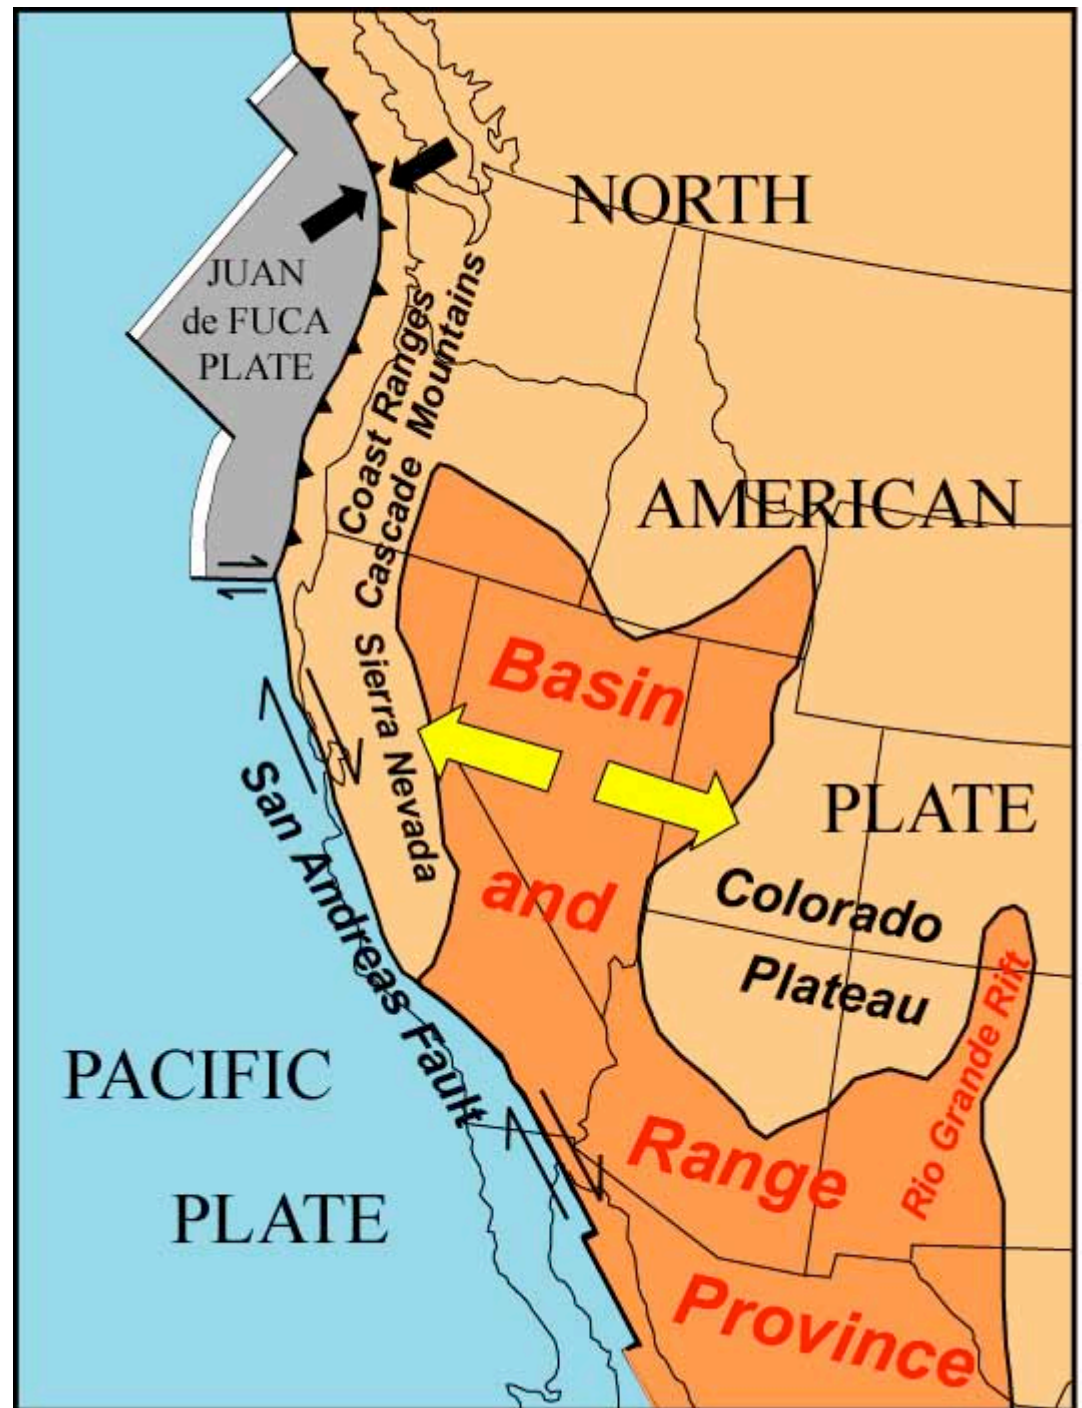 NORTH
JUAN
de FUCA
PLATE
Coast Ranges
Cascade Mountains
AMERICAN
Basin
Sierra Nevada
San Andreas Fault
PLATE
and
Colorado
Plateau
PACIFIC
PLATE
Range
Rio Grande Rift
Province